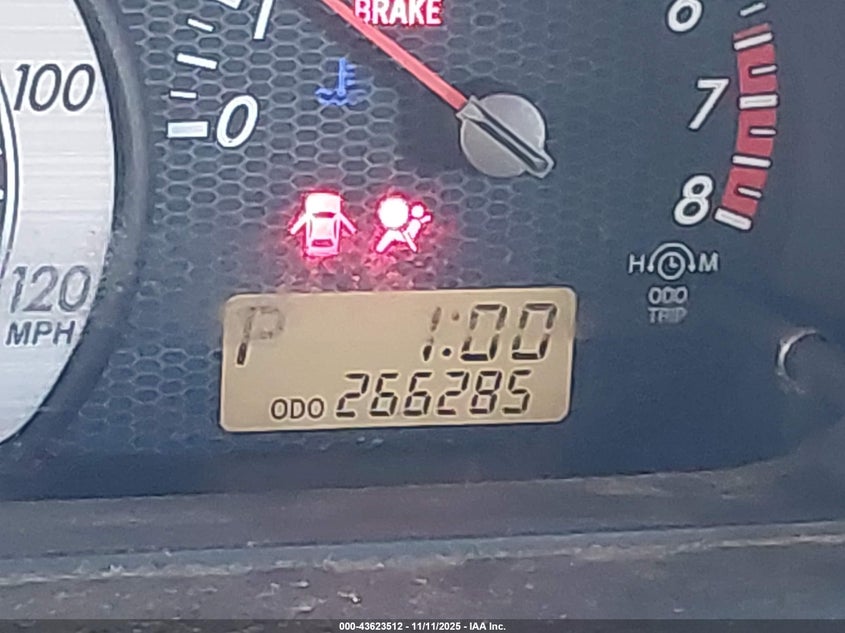 BRAKE
1
6
100
0
7
8
H M
ODO
TRIP
120
MPH
P 1:00
ODO 266285
000-43623512 - 11/11/2025 - IAA Inc.